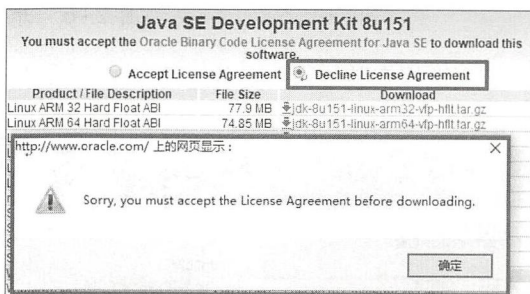 Java SE Development Kit 8u151
You must accept the Oracle Binary Code License Agreement for Java SE to download this
software.
Accept License Agreement Decline License Agreement
Product / File Description File Size Download
Linux ARM 32 Hard Float ABI 77.9 MB jdk-8u151-linux-arm32-vfp-hflt.tar.gz
Linux ARM 64 Hard Float ABI 74.85 MB jdk-8u151-linux-arm64-vfp-hflt.tar.gz
http://www.oracle.com/ 上的网页显示：
Sorry, you must accept the License Agreement before downloading.
确定